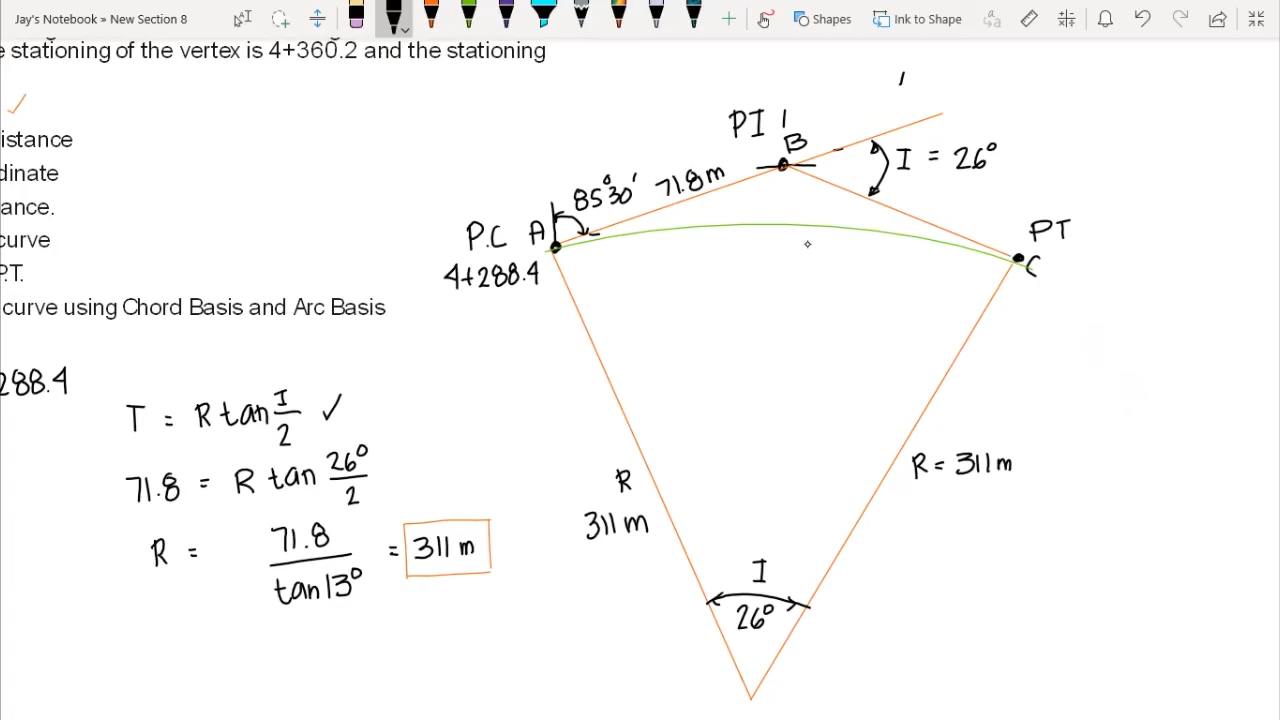 Jay's Notebook » New Section 8
Shapes
Ink to Shape
e stationing of the vertex is 4+360.2 and the stationing
istance
dinate
ance.
curve
P.T.
curve using Chord Basis and Arc Basis
288.4
T = R tan I/2 ✓
71.8 = R tan 26°/2
R = 71.8/tan 13° = 311 m
PI
B
I = 26°
85°30' 71.8m
P.C A
4+288.4
PT
C
R
311 m
R = 311 m
I
26°